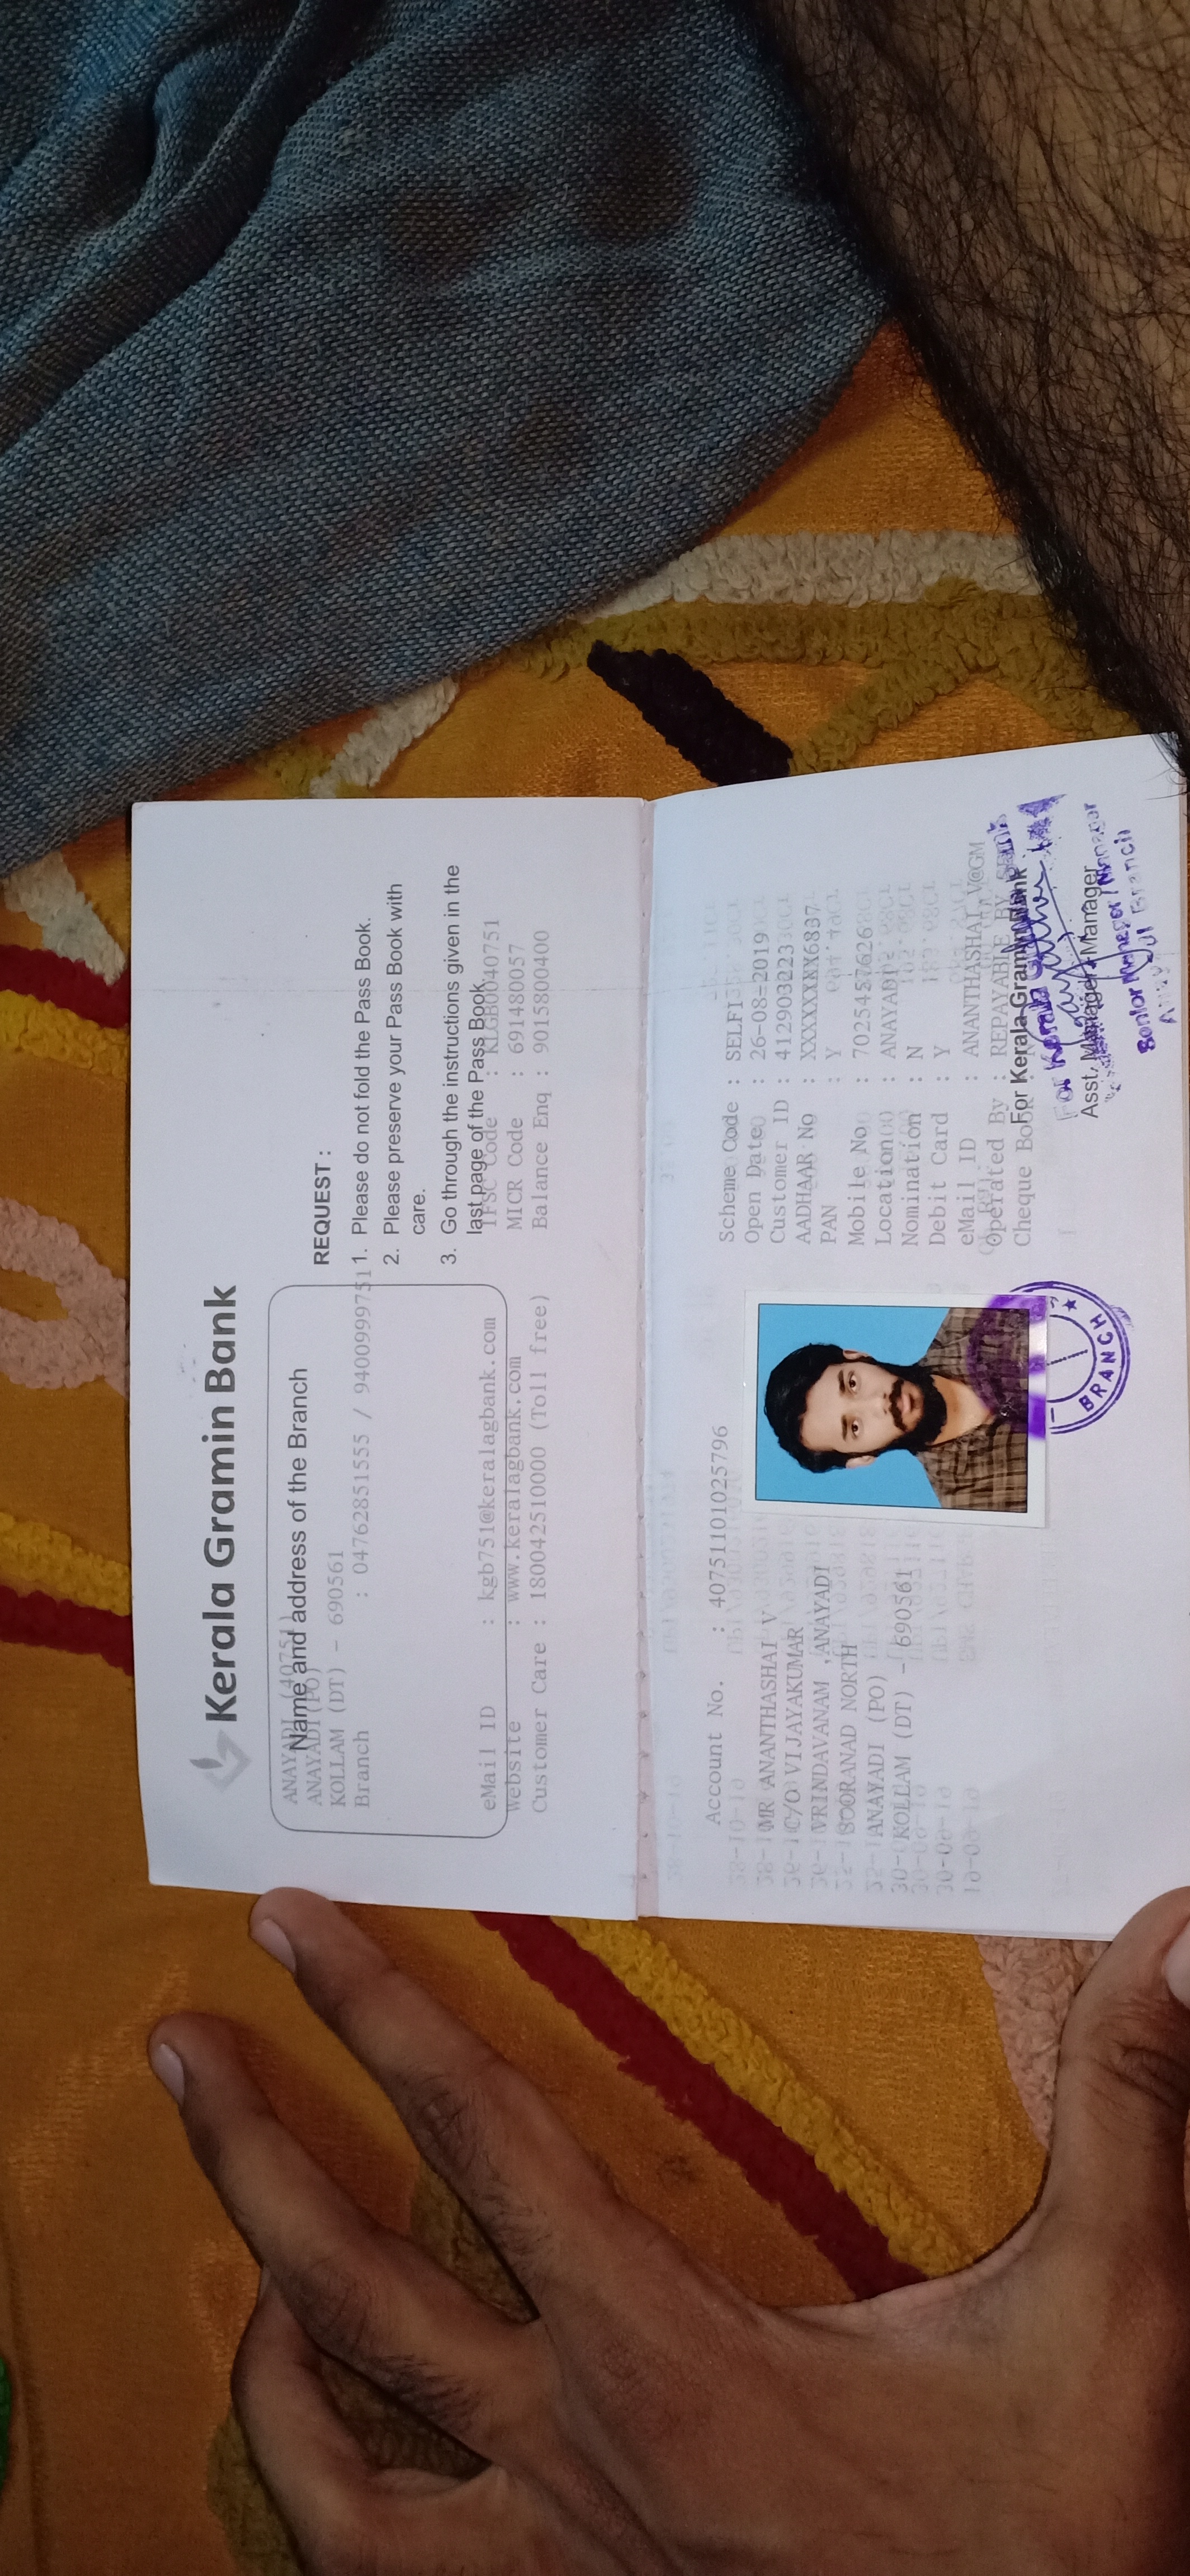 Kerala Gramin Bank
Name and address of the Branch
ANAYADI (40751)
ANAYADI (PO)
KOLLAM (DT) - 690561
Branch : 04762851555 / 9400999751
eMail ID : kgb751@keralagbank.com
Website : www.keralagbank.com
Customer Care : 180042510000 (Toll free)
REQUEST:
1. Please do not fold the Pass Book.
2. Please preserve your Pass Book with
care.
3. Go through the instructions given in the
last page of the Pass Book
IFSC Code : KLGB0040751
MICR Code : 691480057
Balance Enq : 9015800400
Account No. : 40751101025796
MR ANANTHASHAI V
C/O VIJAYAKUMAR
VRINDAVANAM ,ANAYADI
SOORANAD NORTH
ANAYADI (PO)
KOLLAM (DT) - 690561
Scheme Code : SELFI
Open Date : 26-08-2019
Customer ID : 412903223
AADHAAR No : XXXXXXXX6837
PAN : Y
Mobile No : 7025457626
Location : ANAYADI
Nomination : N
Debit Card : Y
eMail ID : ANANTHASHAI V@GM
Operated By : REPAYABLE BY
Cheque Book :
For Kerala Gramin Bank
For Kerala Gramin Bank
Asst. Manager / Manager
Senior Manager / Manager
Branch
BRANCH